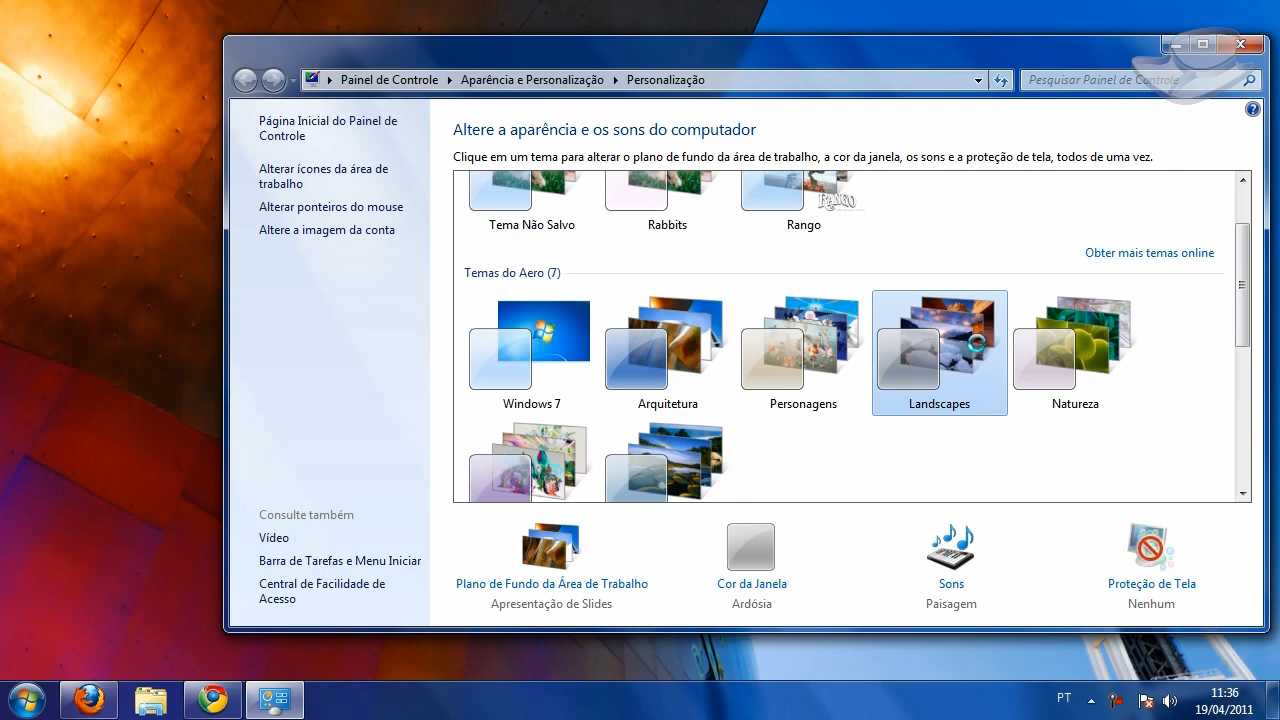 Painel de Controle
Aparência e Personalização
Personalização
Pesquisar Painel de Controle
Página Inicial do Painel de
Controle
Alterar ícones da área de
trabalho
Alterar ponteiros do mouse
Altere a imagem da conta
Altere a aparência e os sons do computador
Clique em um tema para alterar o plano de fundo da área de trabalho, a cor da janela, os sons e a proteção de tela, todos de uma vez.
RANGO
Tema Não Salvo
Rabbits
Rango
Obter mais temas online
Temas do Aero (7)
Windows 7
Arquitetura
Personagens
Landscapes
Natureza
Consulte também
Vídeo
Barra de Tarefas e Menu Iniciar
Central de Facilidade de
Acesso
Plano de Fundo da Área de Trabalho
Apresentação de Slides
Cor da Janela
Ardósia
Sons
Paisagem
Proteção de Tela
Nenhum
PT
11:36
19/04/2011